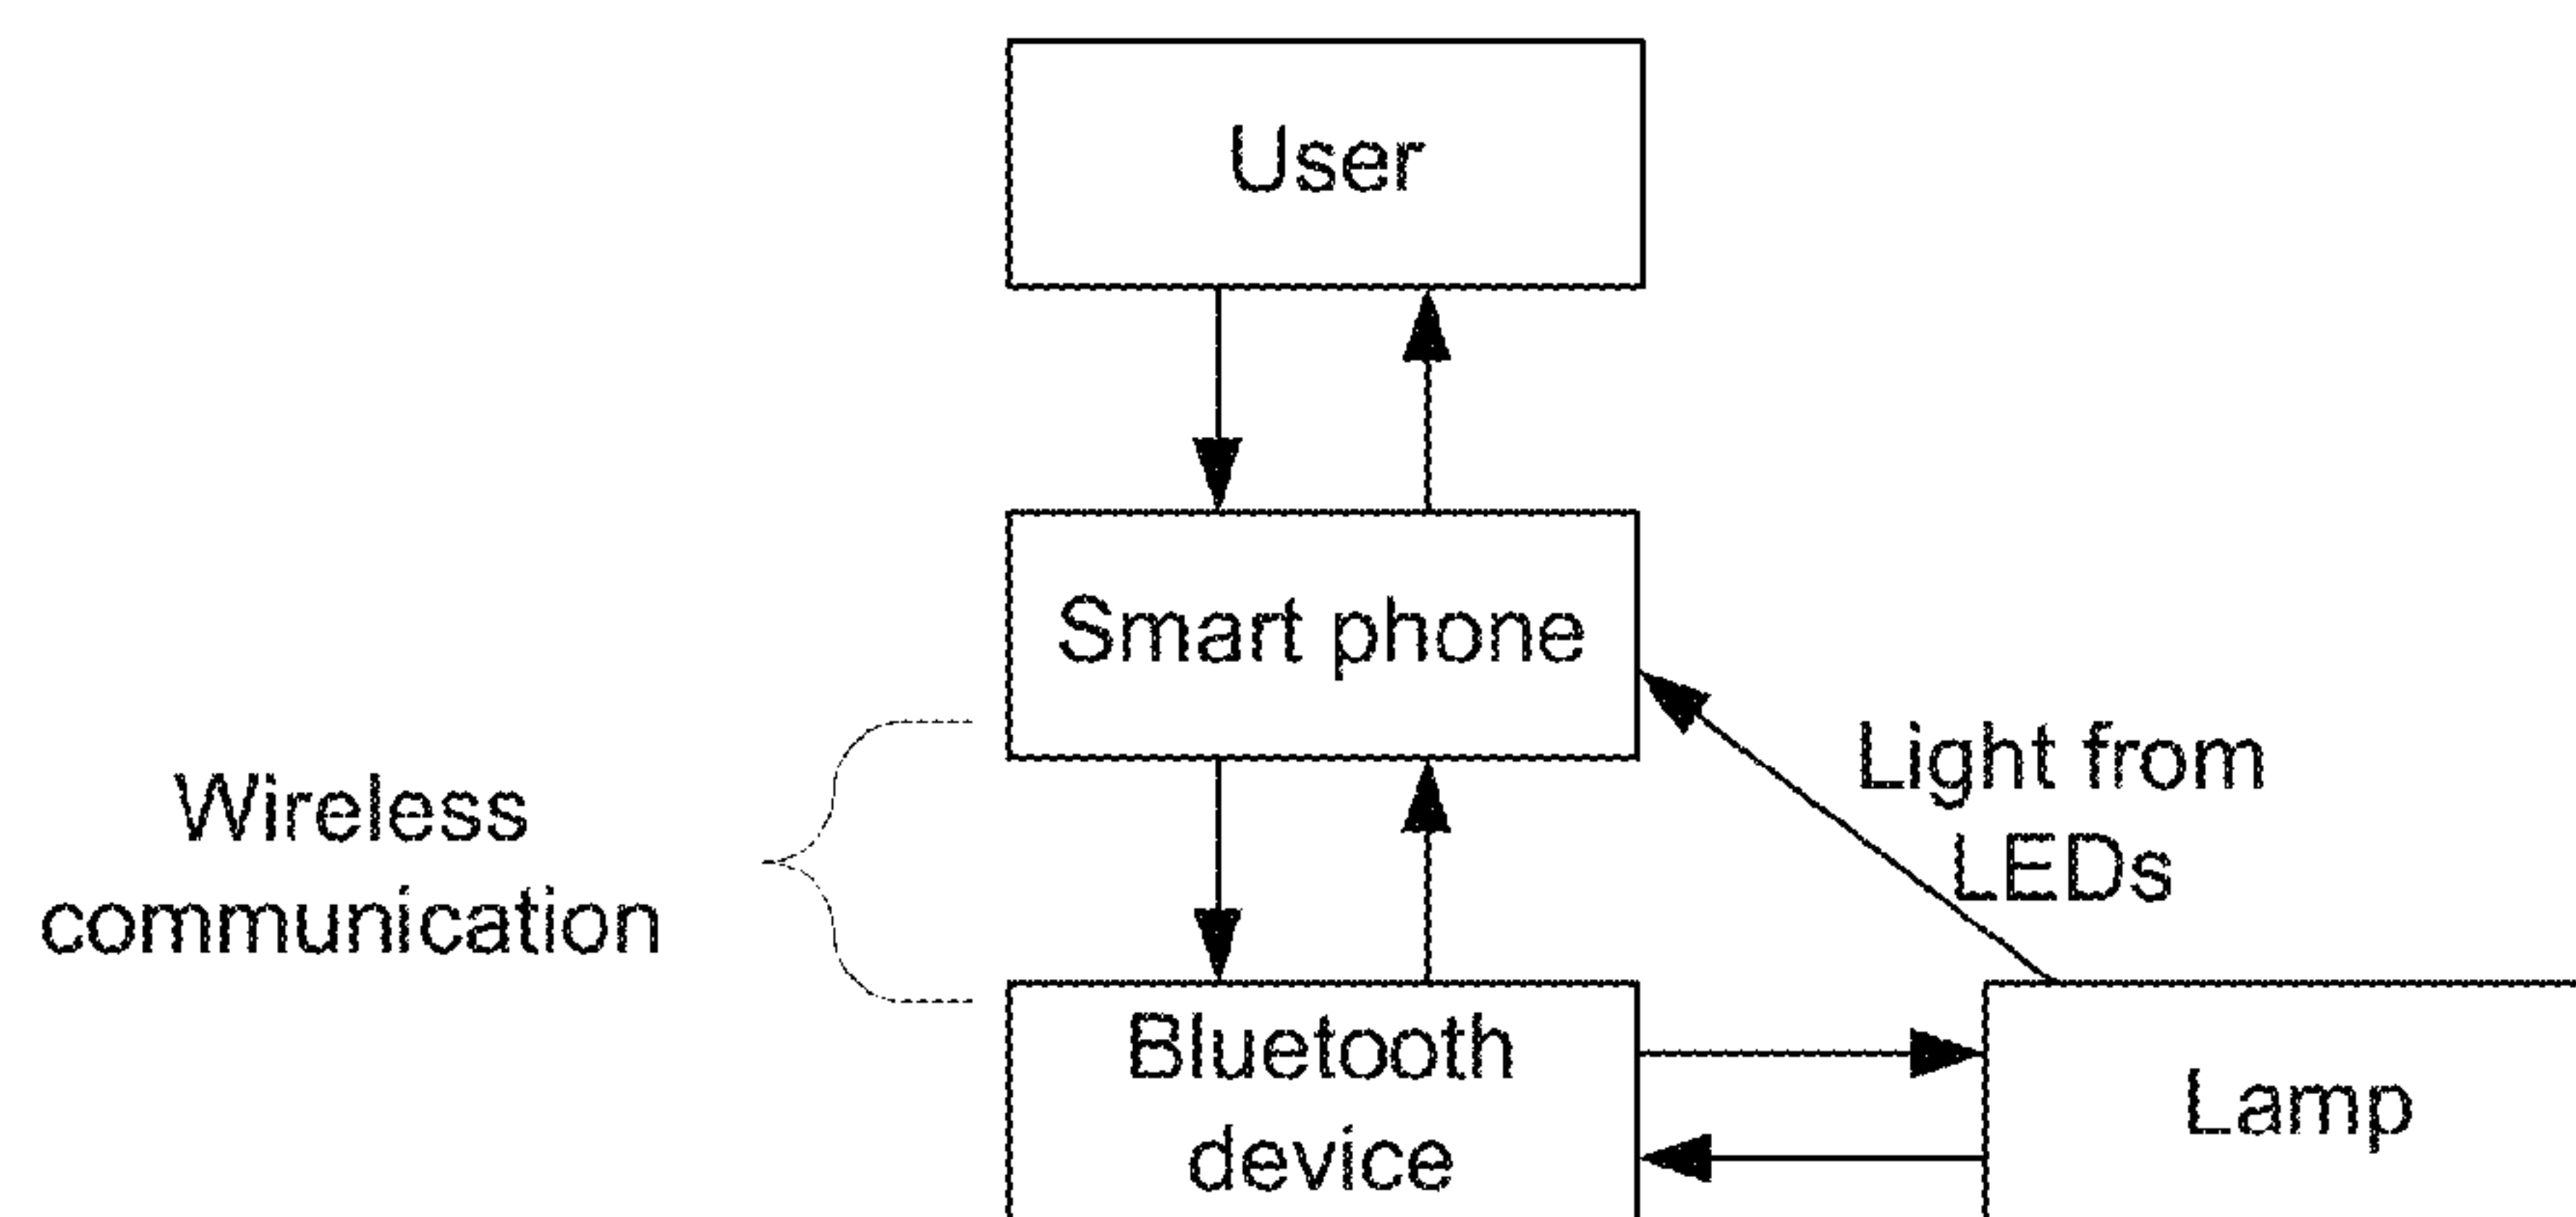 User
Smart phone
Wireless
communication
Light from
LEDs
Bluetooth
device
Lamp